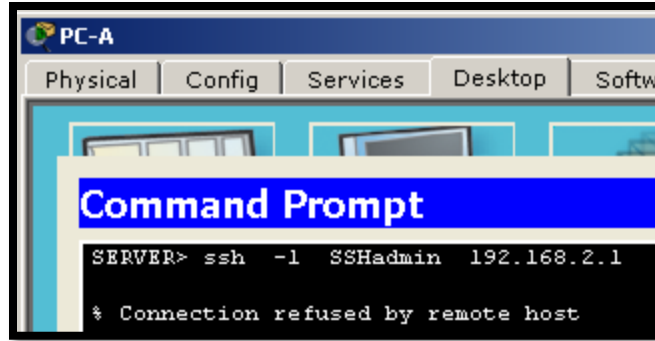 PC-A
Physical Config Services Desktop Softw
Command Prompt
SERVER> ssh -l SSHadmin 192.168.2.1
% Connection refused by remote host